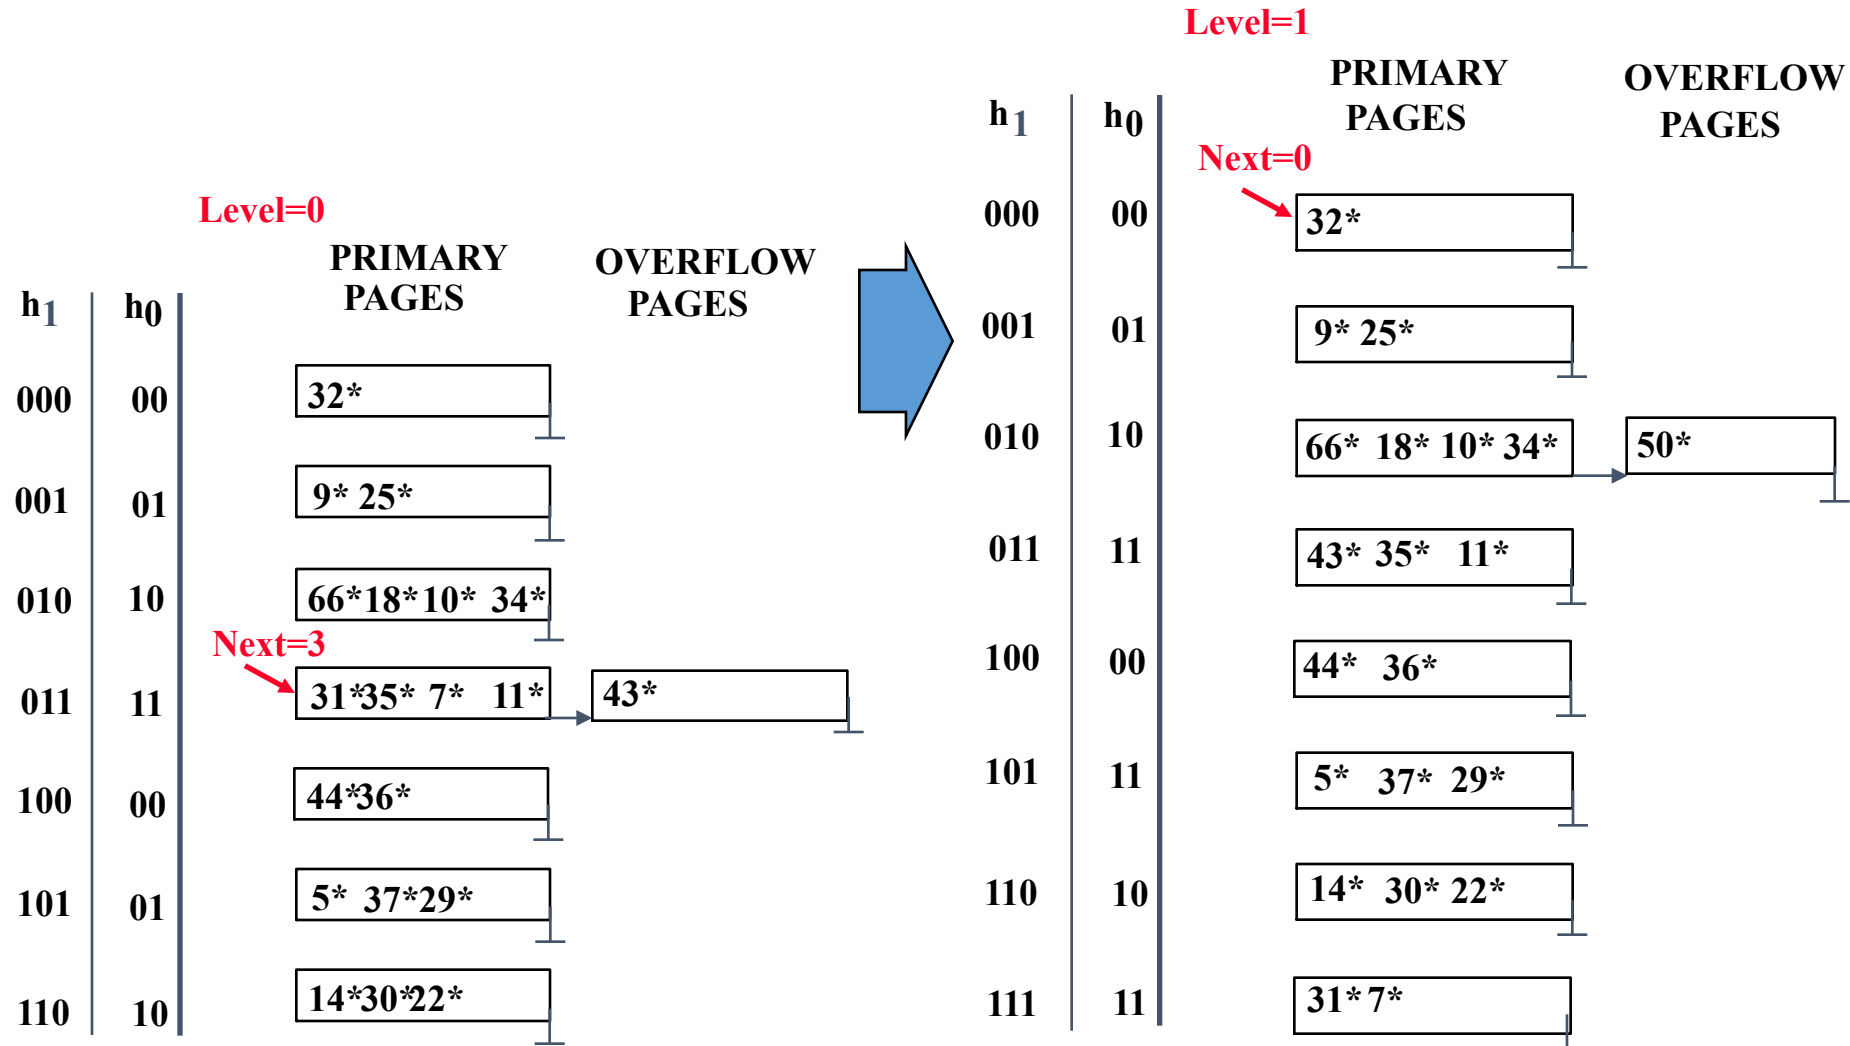 Level=0
PRIMARY PAGES
OVERFLOW PAGES
h1 h0
000 00 32*
001 01 9* 25*
010 10 66* 18* 10* 34*
Next=3
011 11 31* 35* 7* 11* 43*
100 00 44* 36*
101 01 5* 37* 29*
110 10 14* 30* 22*
Level=1
PRIMARY PAGES
OVERFLOW PAGES
h1 h0
Next=0
000 00 32*
001 01 9* 25*
010 10 66* 18* 10* 34* 50*
011 11 43* 35* 11*
100 00 44* 36*
101 11 5* 37* 29*
110 10 14* 30* 22*
111 11 31* 7*